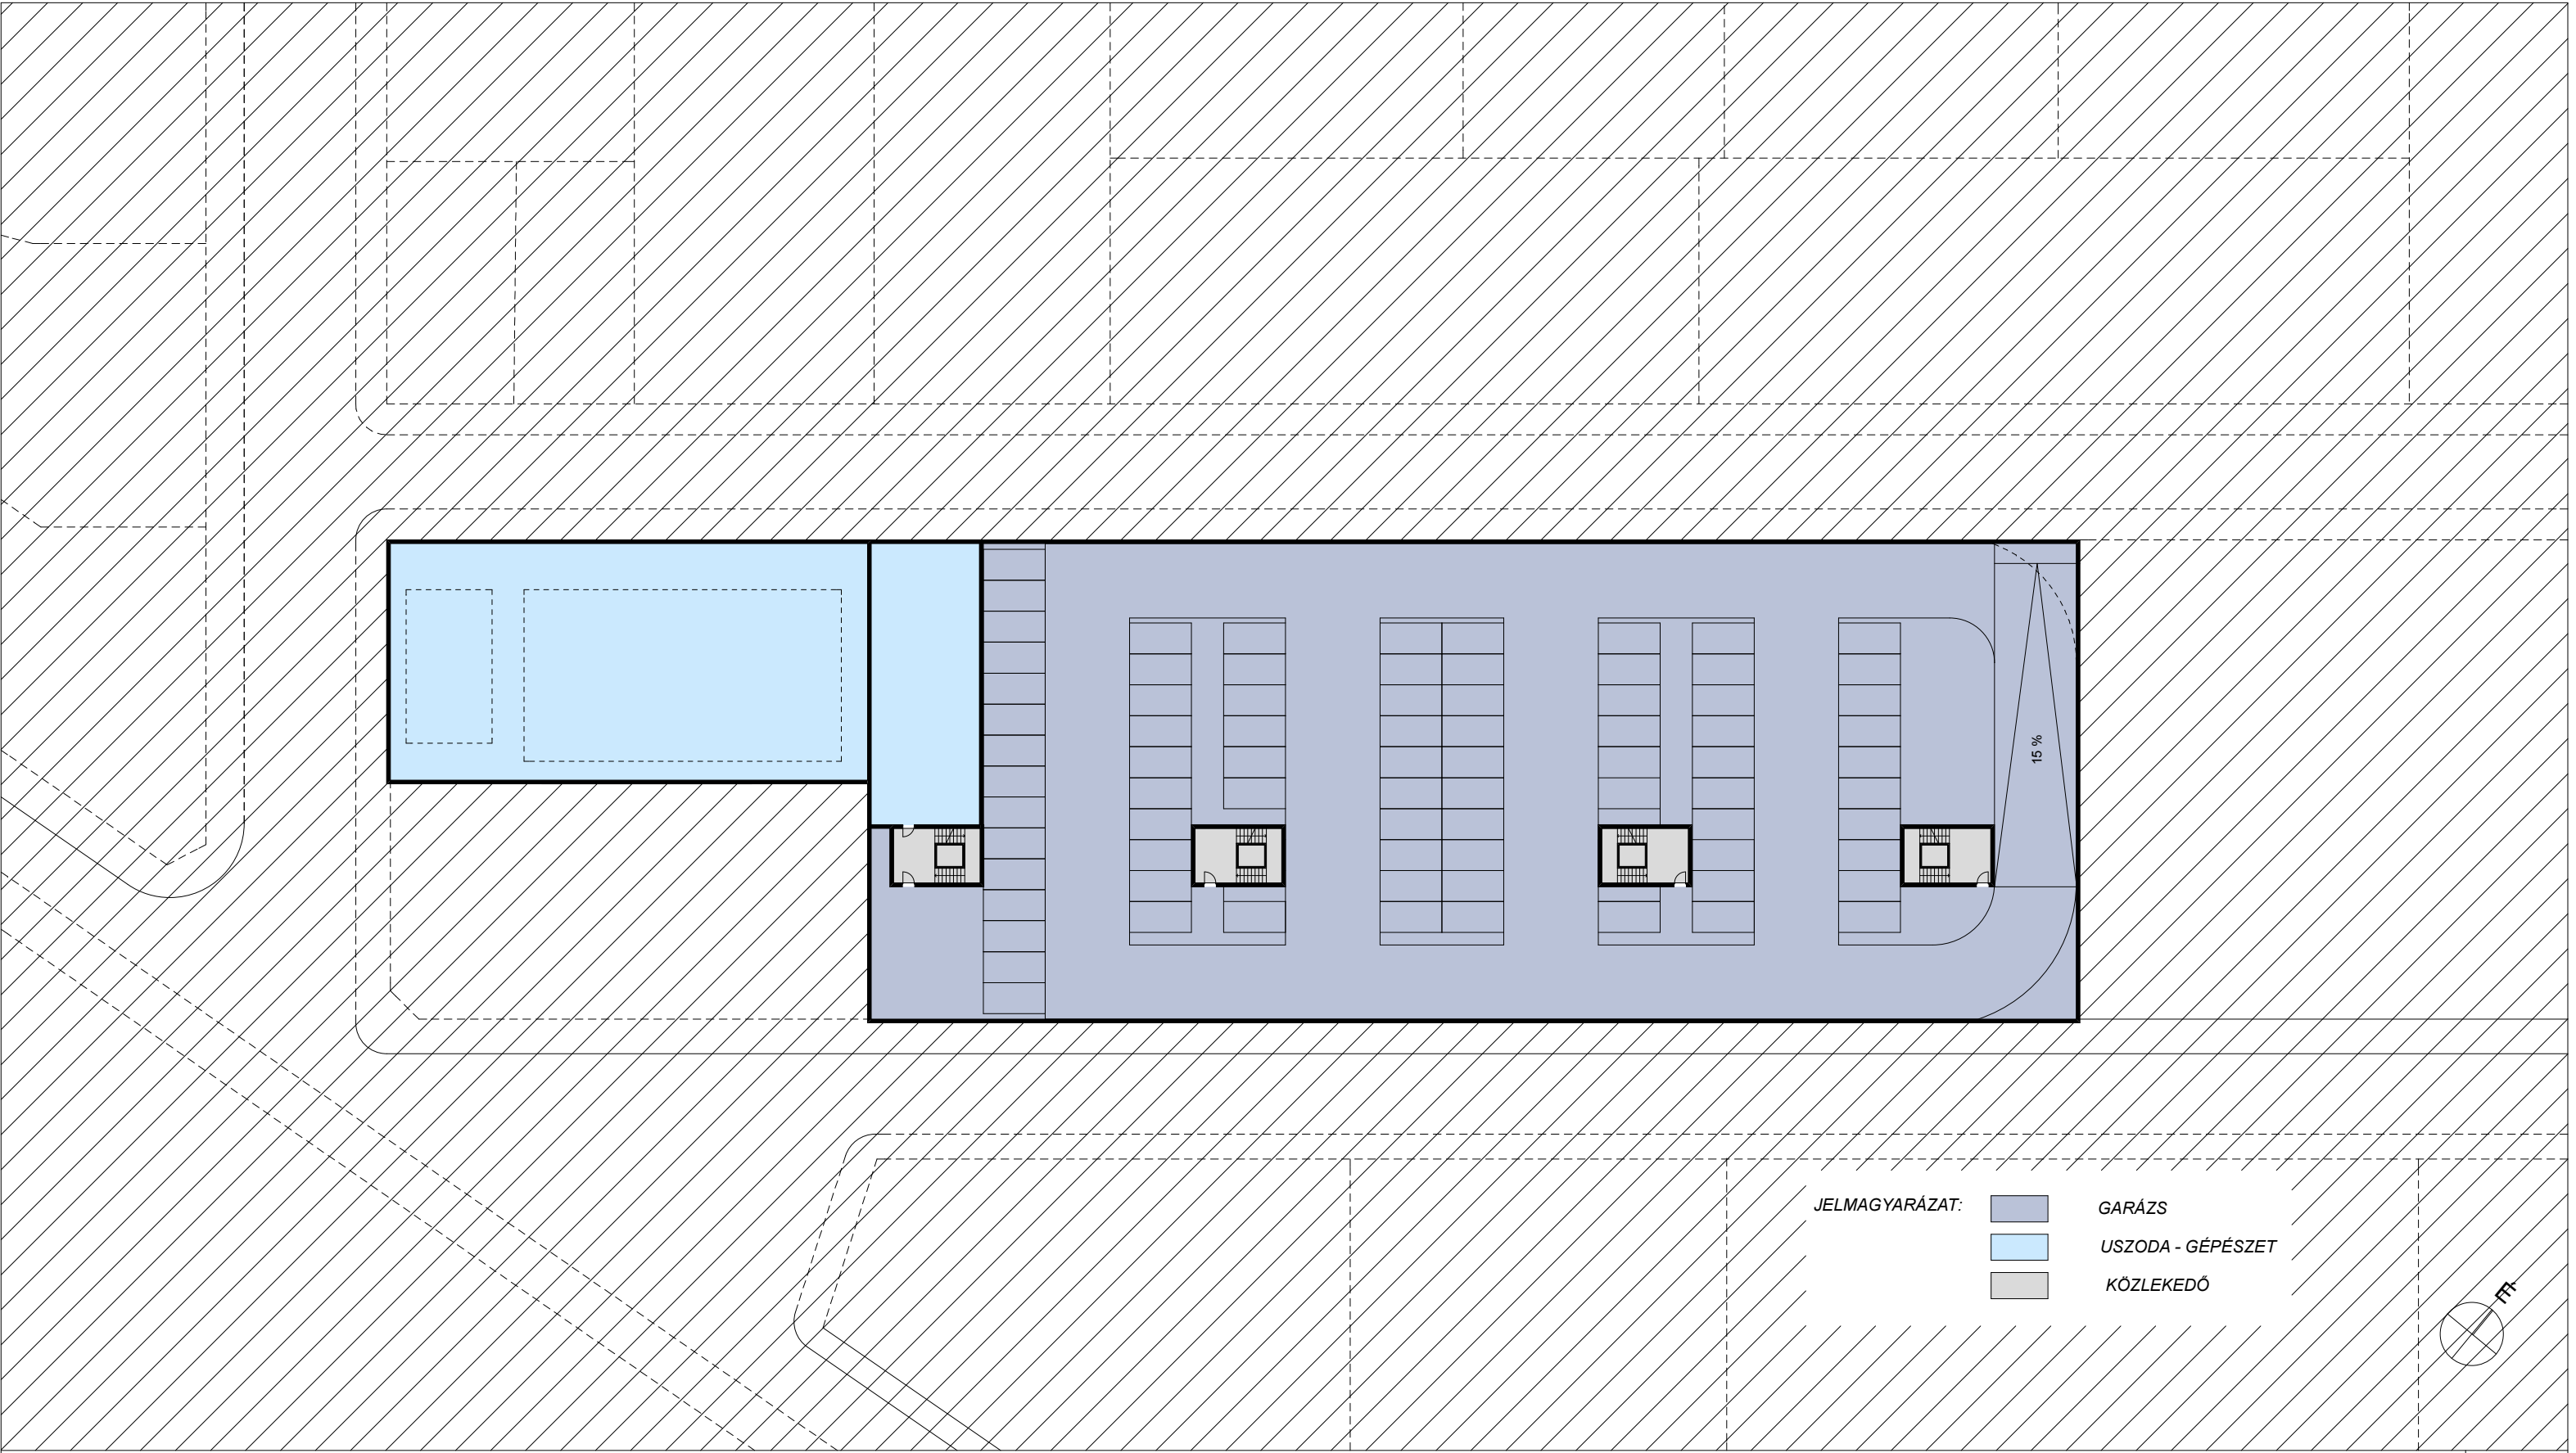 15 %
JELMAGYARÁZAT:
GARÁZS
USZODA - GÉPÉSZET
KÖZLEKEDŐ
É